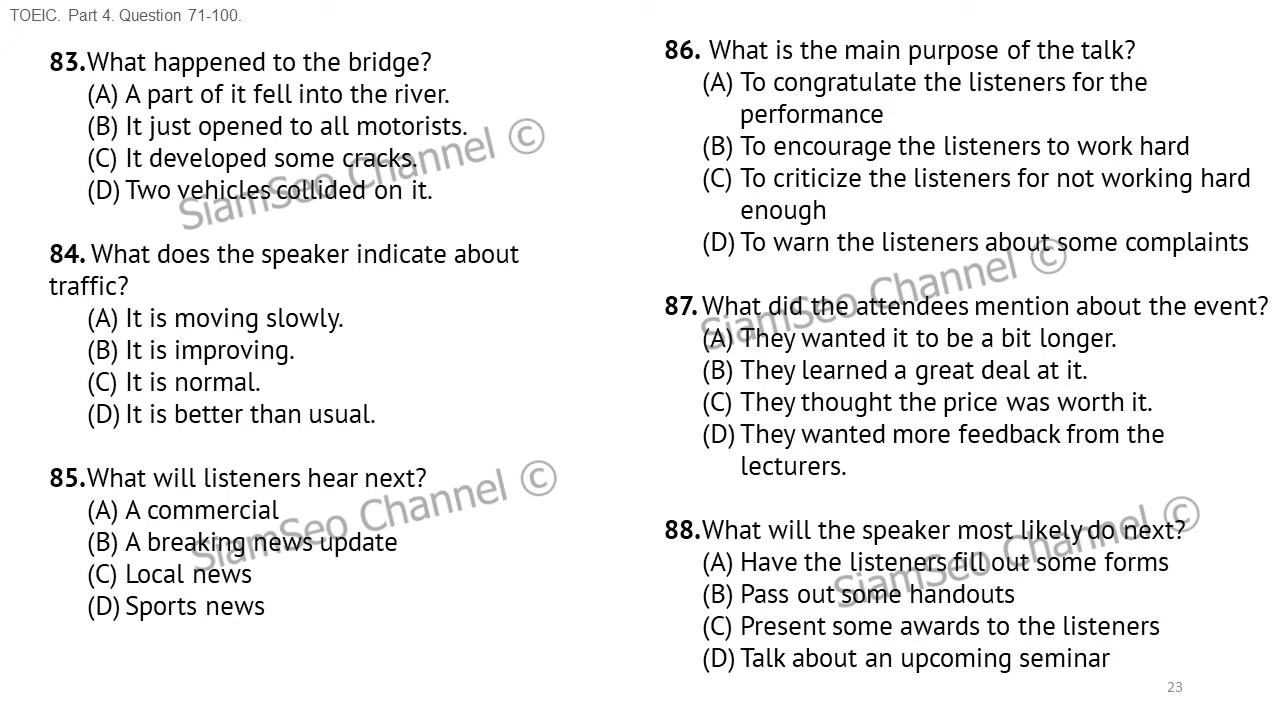 TOEIC. Part 4. Question 71-100.
83.What happened to the bridge?
(A) A part of it fell into the river.
(B) It just opened to all motorists.
(C) It developed some cracks.
(D) Two vehicles collided on it.
SiamSeo Channel ©
84. What does the speaker indicate about
traffic?
(A) It is moving slowly.
(B) It is improving.
(C) It is normal.
(D) It is better than usual.
85.What will listeners hear next?
(A) A commercial
(B) A breaking news update
(C) Local news
(D) Sports news
SiamSeo Channel ©
86. What is the main purpose of the talk?
(A) To congratulate the listeners for the
performance
(B) To encourage the listeners to work hard
(C) To criticize the listeners for not working hard
enough
(D) To warn the listeners about some complaints
SiamSeo Channel ©
87. What did the attendees mention about the event?
(A) They wanted it to be a bit longer.
(B) They learned a great deal at it.
(C) They thought the price was worth it.
(D) They wanted more feedback from the
lecturers.
88.What will the speaker most likely do next?
(A) Have the listeners fill out some forms
(B) Pass out some handouts
(C) Present some awards to the listeners
(D) Talk about an upcoming seminar
SiamSeo Channel ©
23